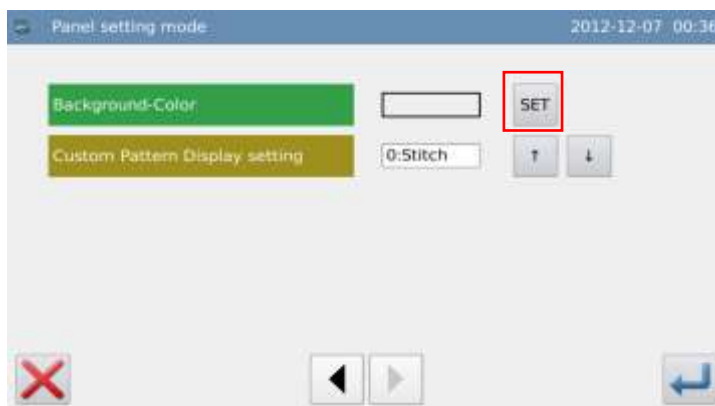 Panel setting mode 2012-12-07 00:36
Background-Color SET
Custom Pattern Display setting 0:Stitch ↑ ↓